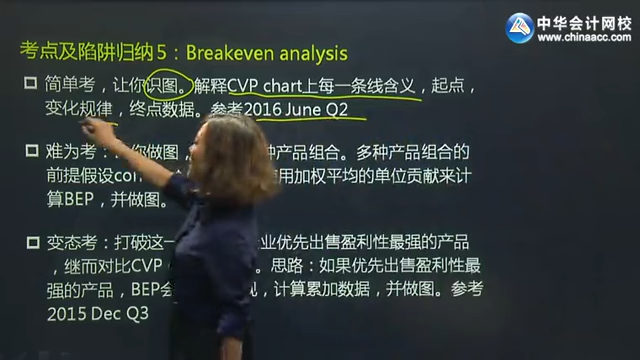 中华会计网校
www.chinaacc.com
考点及陷阱归纳5：Breakeven analysis
简单考，让你识图。解释CVP chart上每一条线含义，起点，
变化规律，终点数据。参考2016 June Q2
难为考： 你做图， 种产品组合。多种产品组合的
前提假设con 用加权平均的单位贡献来计
算BEP，并做图。
变态考：打破这一 业优先出售盈利性最强的产品
，继而对比CVP 。思路：如果优先出售盈利性最
强的产品，BEP会 现，计算累加数据，并做图。参考
2015 Dec Q3